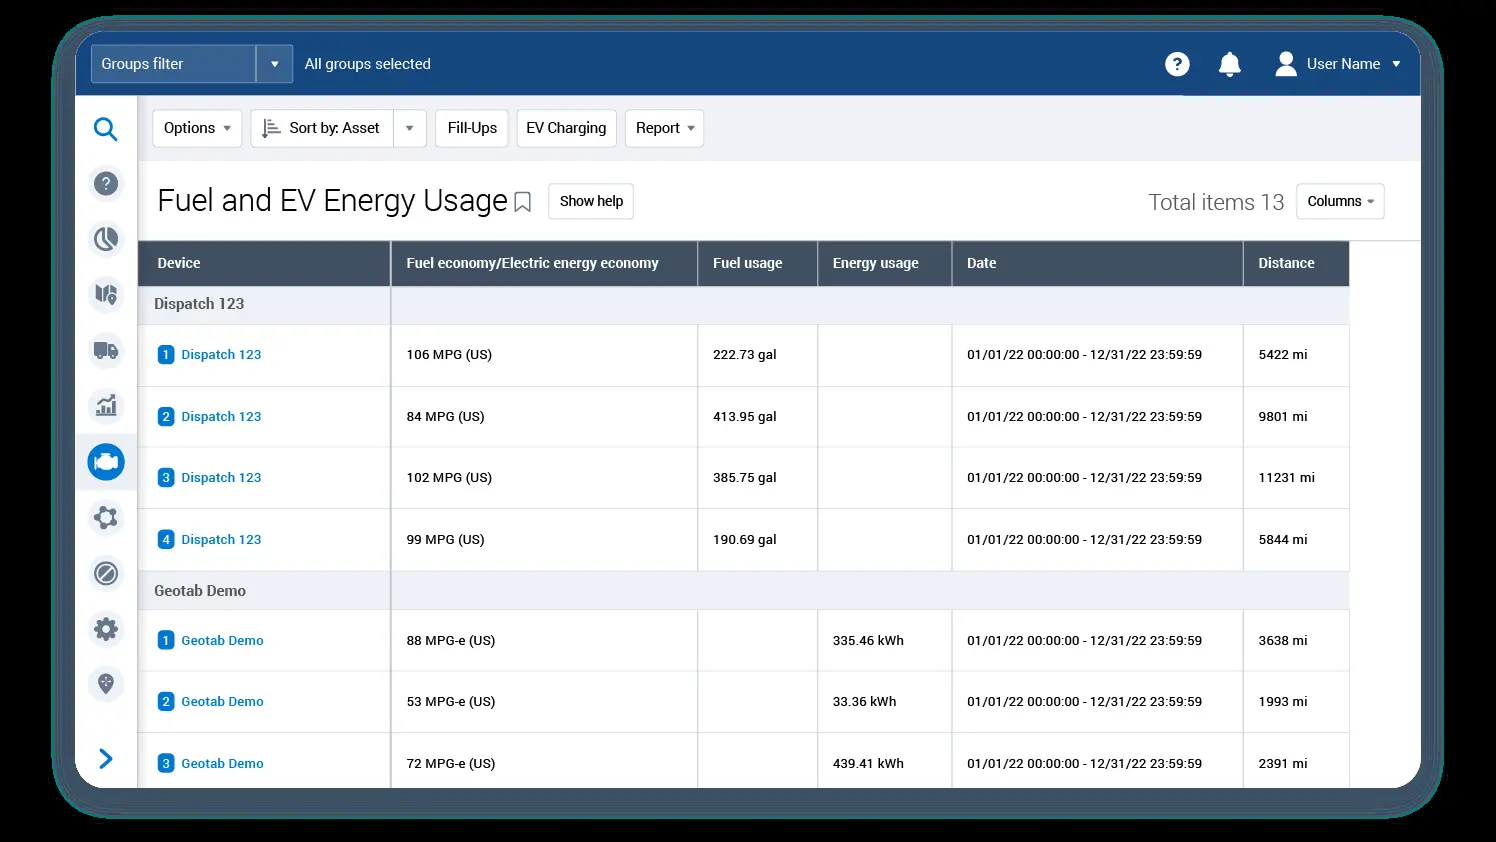 Groups filter All groups selected ? User Name
Options Sort by: Asset Fill-Ups EV Charging Report
?
Fuel and EV Energy Usage Show help Total items 13 Columns
Device Fuel economy/Electric energy economy Fuel usage Energy usage Date Distance
Dispatch 123
1 Dispatch 123 106 MPG (US) 222.73 gal 01/01/22 00:00:00 - 12/31/22 23:59:59 5422 mi
2 Dispatch 123 84 MPG (US) 413.95 gal 01/01/22 00:00:00 - 12/31/22 23:59:59 9801 mi
3 Dispatch 123 102 MPG (US) 385.75 gal 01/01/22 00:00:00 - 12/31/22 23:59:59 11231 mi
4 Dispatch 123 99 MPG (US) 190.69 gal 01/01/22 00:00:00 - 12/31/22 23:59:59 5844 mi
Geotab Demo
1 Geotab Demo 88 MPG-e (US) 335.46 kWh 01/01/22 00:00:00 - 12/31/22 23:59:59 3638 mi
2 Geotab Demo 53 MPG-e (US) 33.36 kWh 01/01/22 00:00:00 - 12/31/22 23:59:59 1993 mi
3 Geotab Demo 72 MPG-e (US) 439.41 kWh 01/01/22 00:00:00 - 12/31/22 23:59:59 2391 mi